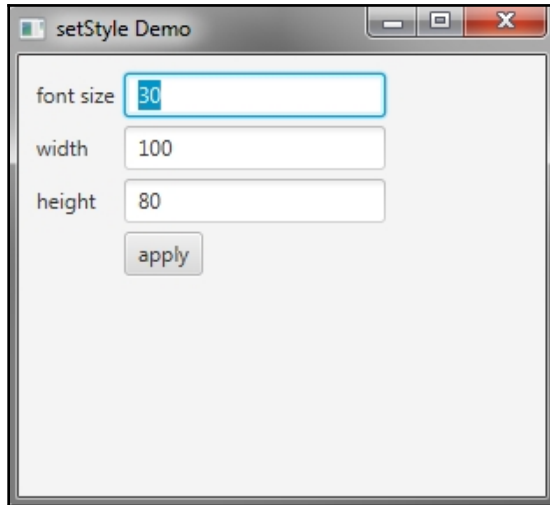 setStyle Demo
font size 30
width 100
height 80
apply